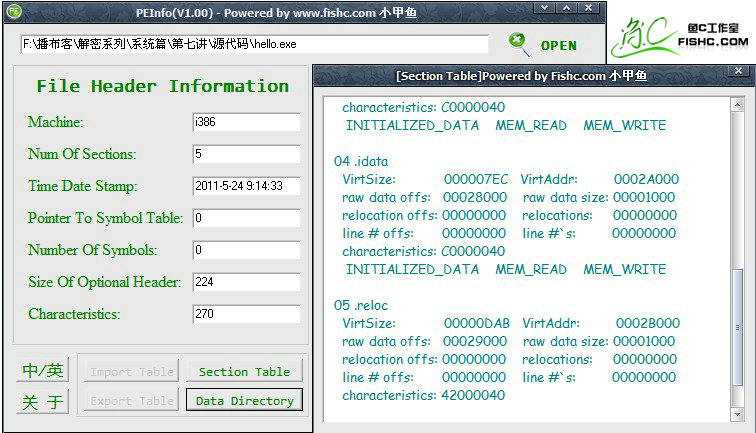 PEInfo(V1.00) - Powered by www.fishc.com 小甲鱼
F:\播布客\解密系列\系统篇\第七讲\源代码\hello.exe
OPEN
鱼C工作室
FISHC.COM
File Header Information
Machine: i386
Num Of Sections: 5
Time Date Stamp: 2011-5-24 9:14:33
Pointer To Symbol Table: 0
Number Of Symbols: 0
Size Of Optional Header: 224
Characteristics: 270
中/英
Import Table
Section Table
关 于
Export Table
Data Directory
[Section Table]Powered by Fishc.com 小甲鱼
characteristics: C0000040
INITIALIZED_DATA MEM_READ MEM_WRITE
04 .idata
VirtSize: 000007EC VirtAddr: 0002A000
raw data offs: 00028000 raw data size: 00001000
relocation offs: 00000000 relocations: 00000000
line # offs: 00000000 line #`s: 00000000
characteristics: C0000040
INITIALIZED_DATA MEM_READ MEM_WRITE
05 .reloc
VirtSize: 00000DAB VirtAddr: 0002B000
raw data offs: 00029000 raw data size: 00001000
relocation offs: 00000000 relocations: 00000000
line # offs: 00000000 line #`s: 00000000
characteristics: 42000040